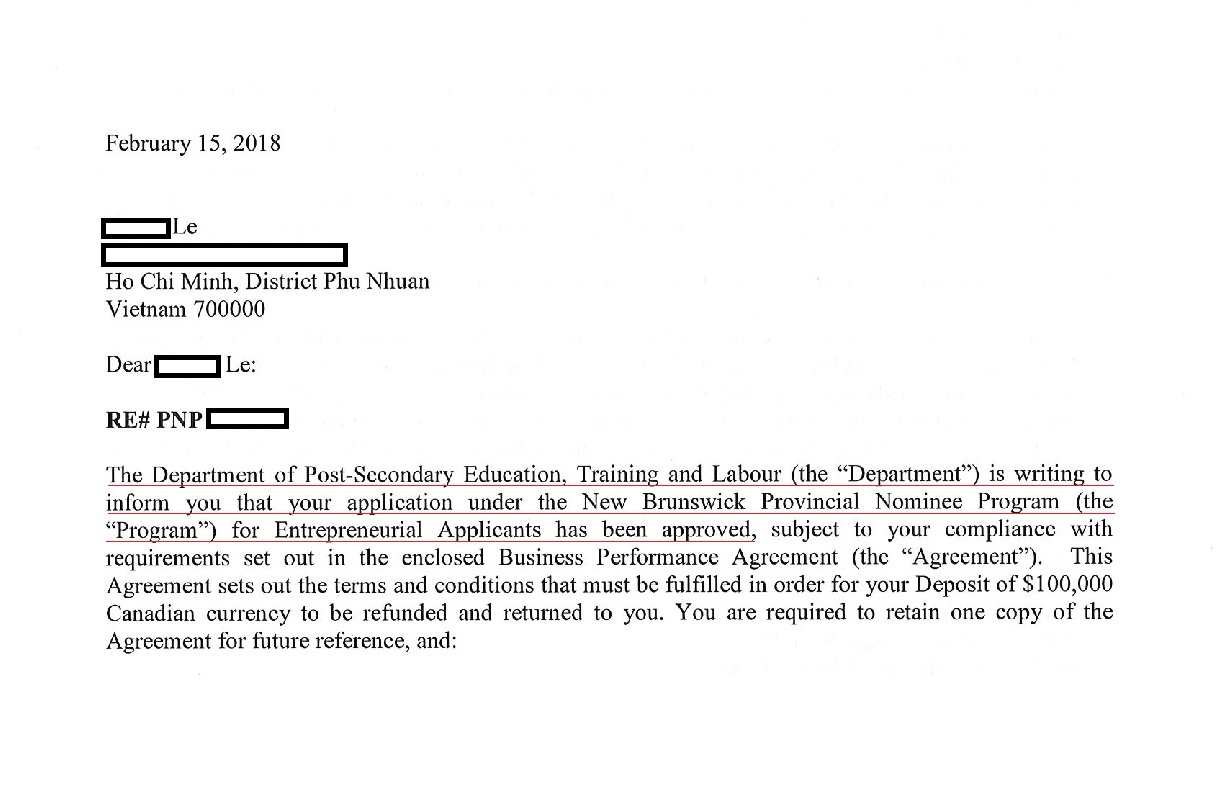 February 15, 2018
Le
Ho Chi Minh, District Phu Nhuan
Vietnam 700000
Dear Le:
RE# PNP
The Department of Post-Secondary Education, Training and Labour (the “Department”) is writing to
inform you that your application under the New Brunswick Provincial Nominee Program (the
“Program”) for Entrepreneurial Applicants has been approved, subject to your compliance with
requirements set out in the enclosed Business Performance Agreement (the “Agreement”). This
Agreement sets out the terms and conditions that must be fulfilled in order for your Deposit of $100,000
Canadian currency to be refunded and returned to you. You are required to retain one copy of the
Agreement for future reference, and: